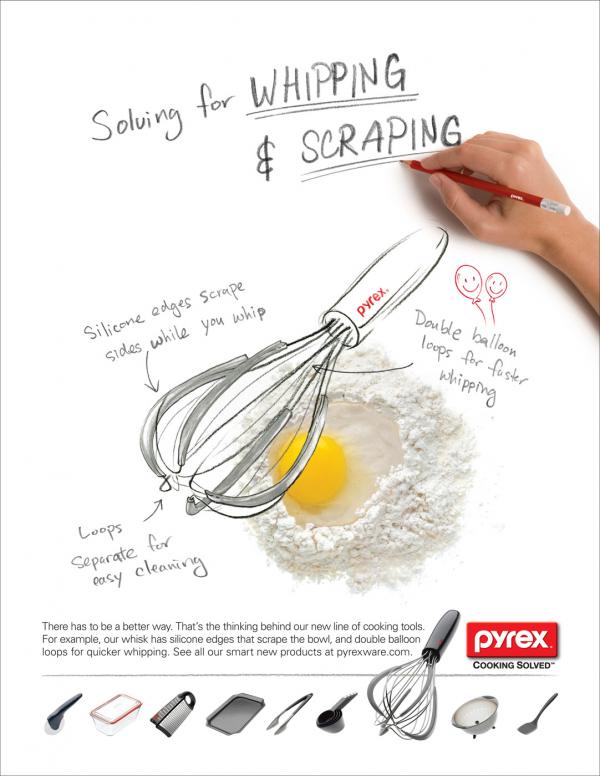 Solving for WHIPPING
& SCRAPING
pyrex
pyrex®
Silicone edges scrape
sides while you whip
Double balloon
loops for faster
whipping
Loops
separate for
easy cleaning
There has to be a better way. That's the thinking behind our new line of cooking tools.
For example, our whisk has silicone edges that scrape the bowl, and double balloon
loops for quicker whipping. See all our smart new products at pyrexware.com.
pyrex®
COOKING SOLVED™